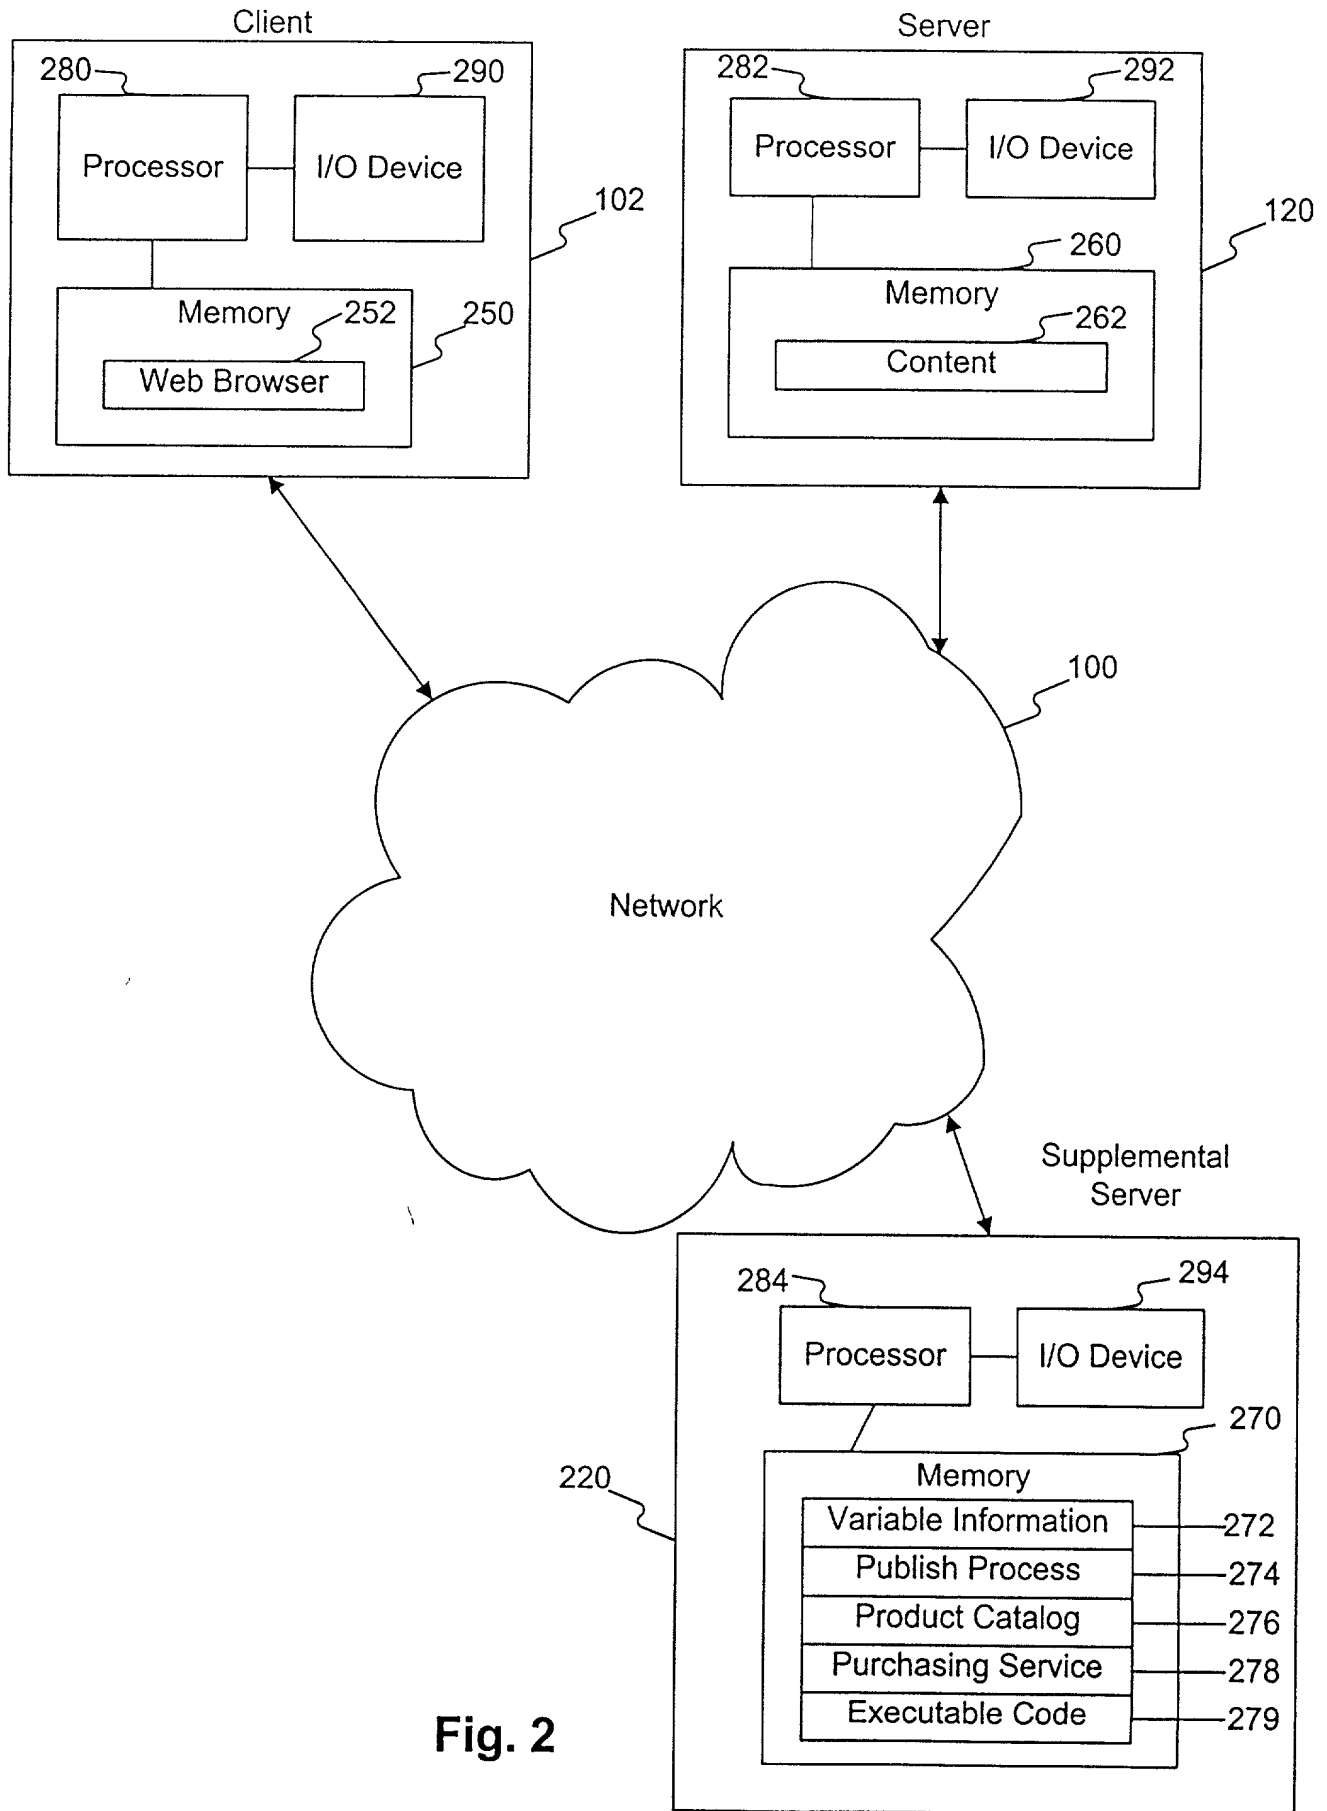 Client
280
290
Processor
I/O Device
102
Memory
252
250
Web Browser
Server
282
292
Processor
I/O Device
120
260
Memory
262
Content
100
Network
Supplemental
Server
284
294
Processor
I/O Device
270
220
Memory
Variable Information
272
Publish Process
274
Product Catalog
276
Purchasing Service
278
Executable Code
279
Fig. 2